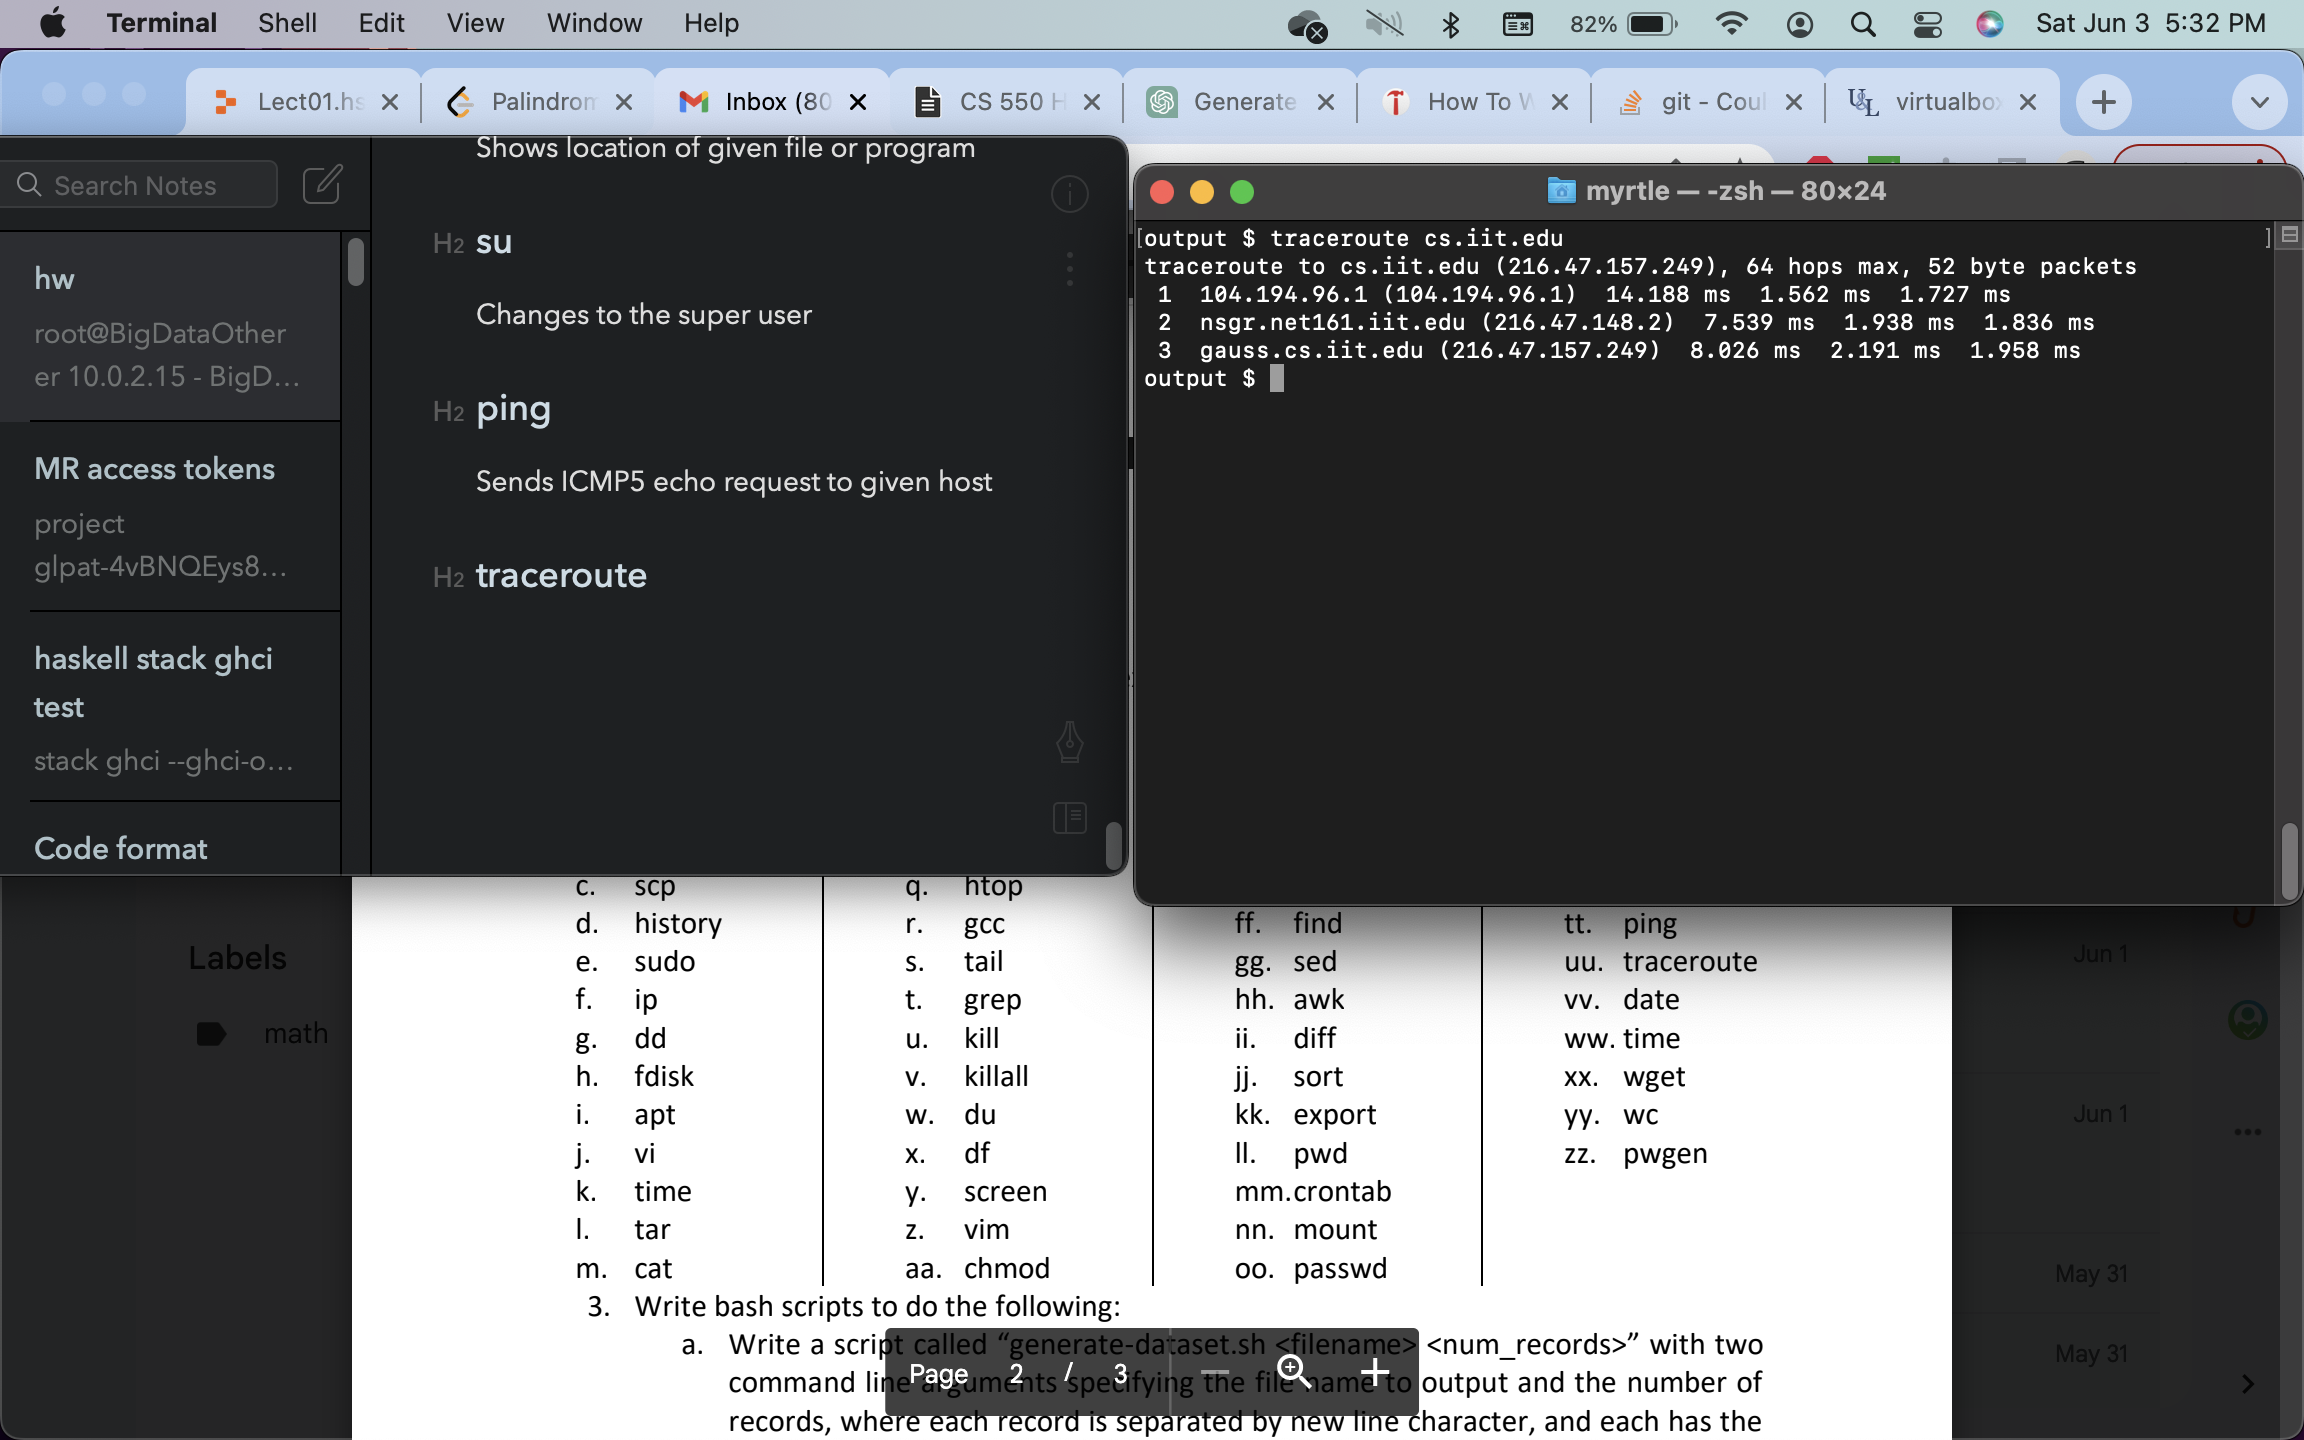 Terminal Shell Edit View Window Help 82% Sat Jun 3 5:32 PM
Lect01.hs Palindrom Inbox (80 CS 550 H Generate How To W git - Coul virtualbox
Search Notes
hw
root@BigDataOther
er 10.0.2.15 - BigD...
MR access tokens
project
glpat-4vBNQEys8...
haskell stack ghci
test
stack ghci --ghci-o...
Code format
Shows location of given file or program
H2 su
Changes to the super user
H2 ping
Sends ICMP5 echo request to given host
H2 traceroute
myrtle — -zsh — 80×24
[output $ traceroute cs.iit.edu ]
traceroute to cs.iit.edu (216.47.157.249), 64 hops max, 52 byte packets
1 104.194.96.1 (104.194.96.1) 14.188 ms 1.562 ms 1.727 ms
2 nsgr.net161.iit.edu (216.47.148.2) 7.539 ms 1.938 ms 1.836 ms
3 gauss.cs.iit.edu (216.47.157.249) 8.026 ms 2.191 ms 1.958 ms
output $
Labels
math
c. scp
d. history
e. sudo
f. ip
g. dd
h. fdisk
i. apt
j. vi
k. time
l. tar
m. cat
q. htop
r. gcc
s. tail
t. grep
u. kill
v. killall
w. du
x. df
y. screen
z. vim
aa. chmod
ff. find
gg. sed
hh. awk
ii. diff
jj. sort
kk. export
ll. pwd
mm. crontab
nn. mount
oo. passwd
tt. ping
uu. traceroute
vv. date
ww. time
xx. wget
yy. wc
zz. pwgen
3. Write bash scripts to do the following:
a. Write a script called “generate-dataset.sh <filename> <num_records>” with two
command line arguments specifying the file name to output and the number of
records, where each record is separated by new line character, and each has the
Page 2 / 3
Jun 1
Jun 1
May 31
May 31